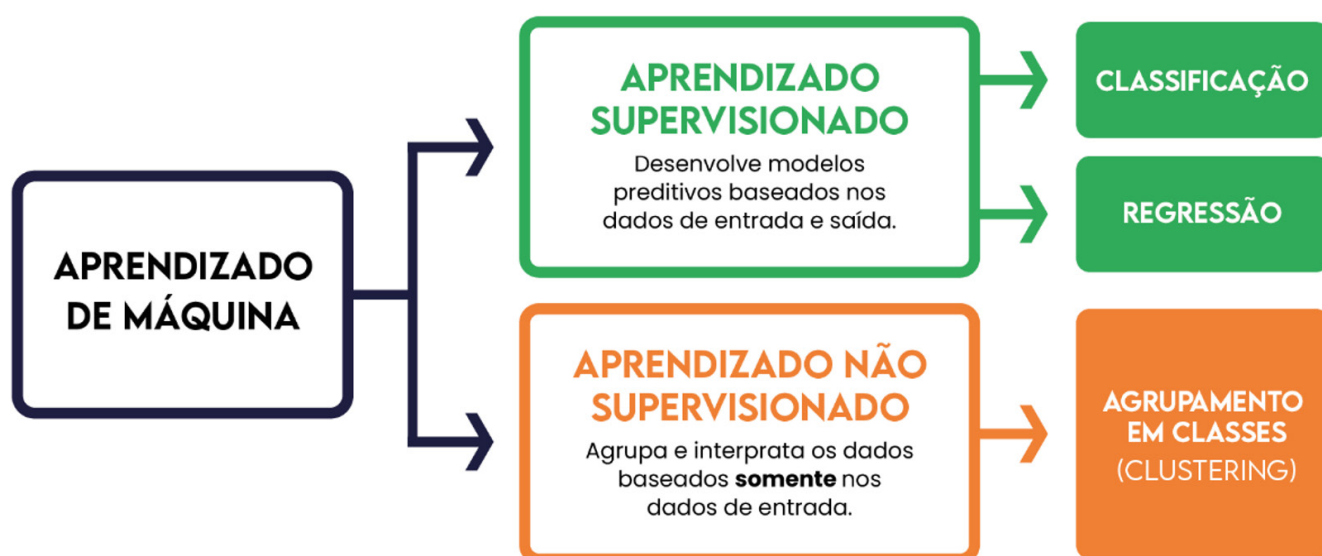 APRENDIZADO
DE MÁQUINA
APRENDIZADO
SUPERVISIONADO
Desenvolve modelos
preditivos baseados nos
dados de entrada e saída.
CLASSIFICAÇÃO
REGRESSÃO
APRENDIZADO NÃO
SUPERVISIONADO
Agrupa e interprata os dados
baseados somente nos
dados de entrada.
AGRUPAMENTO
EM CLASSES
(CLUSTERING)